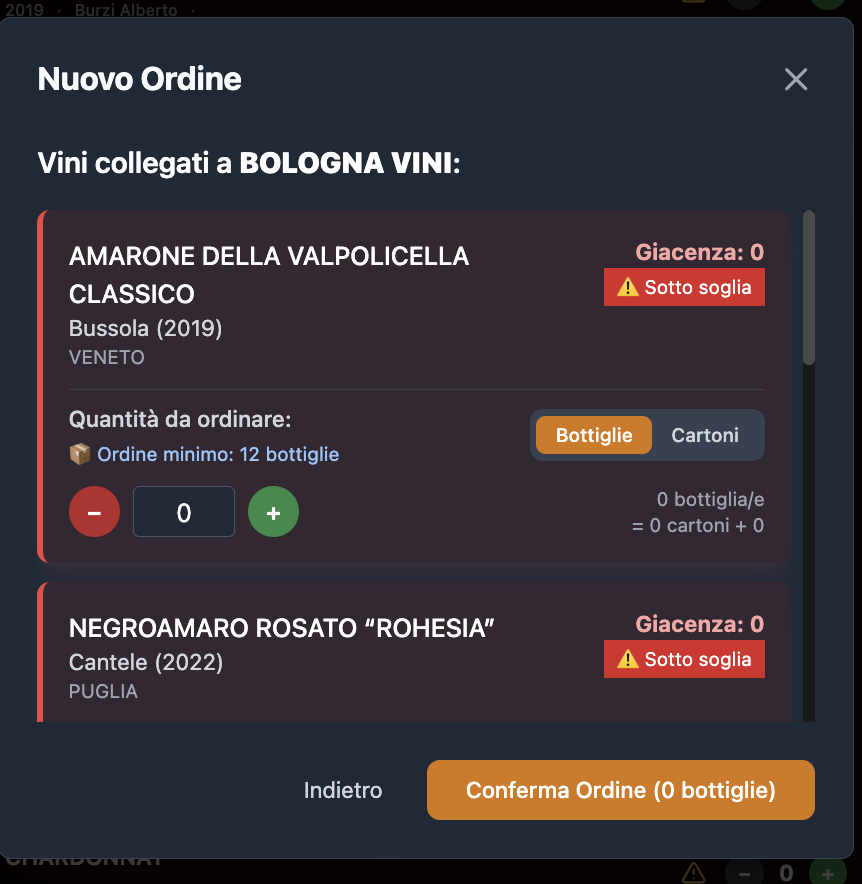 2019 · Burzi Alberto ·
Nuovo Ordine
Vini collegati a BOLOGNA VINI:
AMARONE DELLA VALPOLICELLA
CLASSICO
Giacenza: 0
⚠️ Sotto soglia
Bussola (2019)
VENETO
Quantità da ordinare:
📦 Ordine minimo: 12 bottiglie
Bottiglie
Cartoni
− 0 +
0 bottiglia/e
= 0 cartoni + 0
NEGROAMARO ROSATO “ROHESIA”
Giacenza: 0
⚠️ Sotto soglia
Cantele (2022)
PUGLIA
Indietro
Conferma Ordine (0 bottiglie)
CHARDONNAY
− 0 +